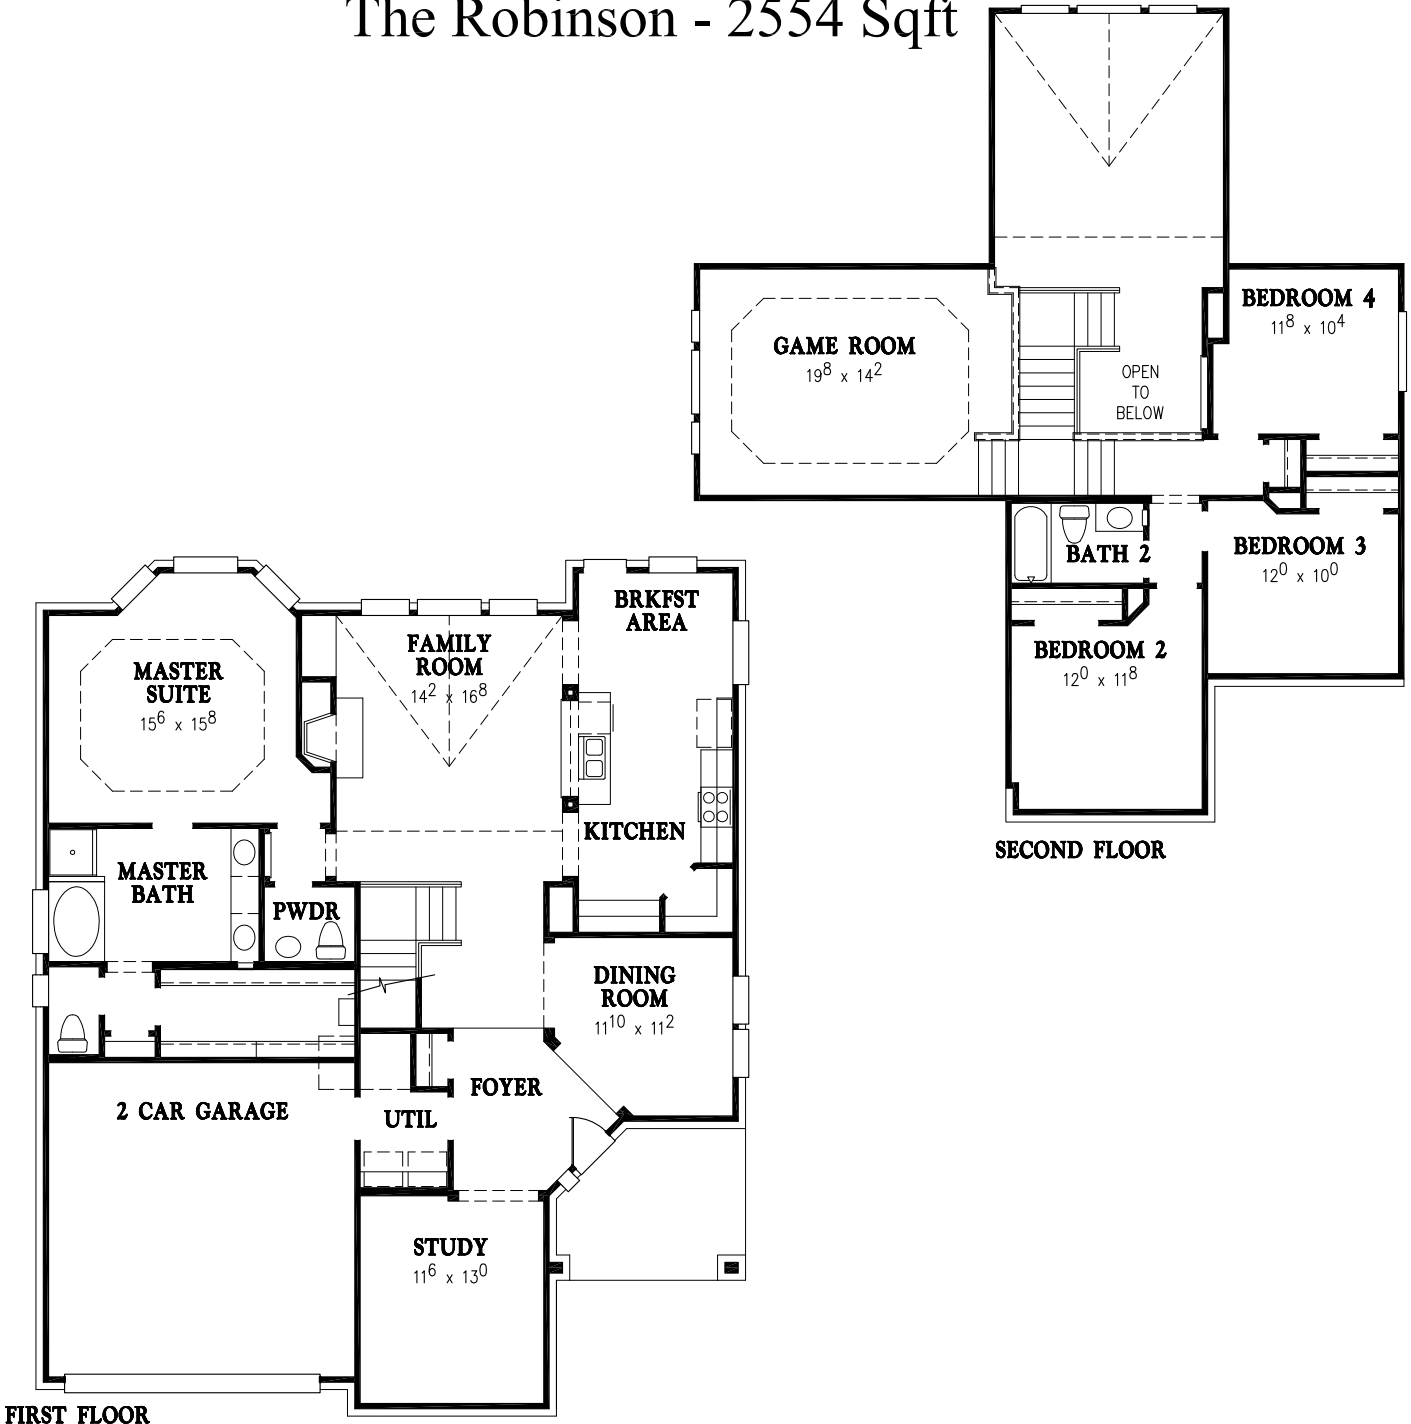 The Robinson - 2554 Sqft
BEDROOM 4
11⁸ x 10⁴
GAME ROOM
19⁸ x 14²
OPEN
TO
BELOW
BATH 2
BEDROOM 3
12⁰ x 10⁰
BEDROOM 2
12⁰ x 11⁸
SECOND FLOOR
BRKFST
AREA
FAMILY
ROOM
14² x 16⁸
MASTER
SUITE
15⁶ x 15⁸
KITCHEN
MASTER
BATH
PWDR
DINING
ROOM
11¹⁰ x 11²
FOYER
2 CAR GARAGE
UTIL
STUDY
11⁶ x 13⁰
FIRST FLOOR